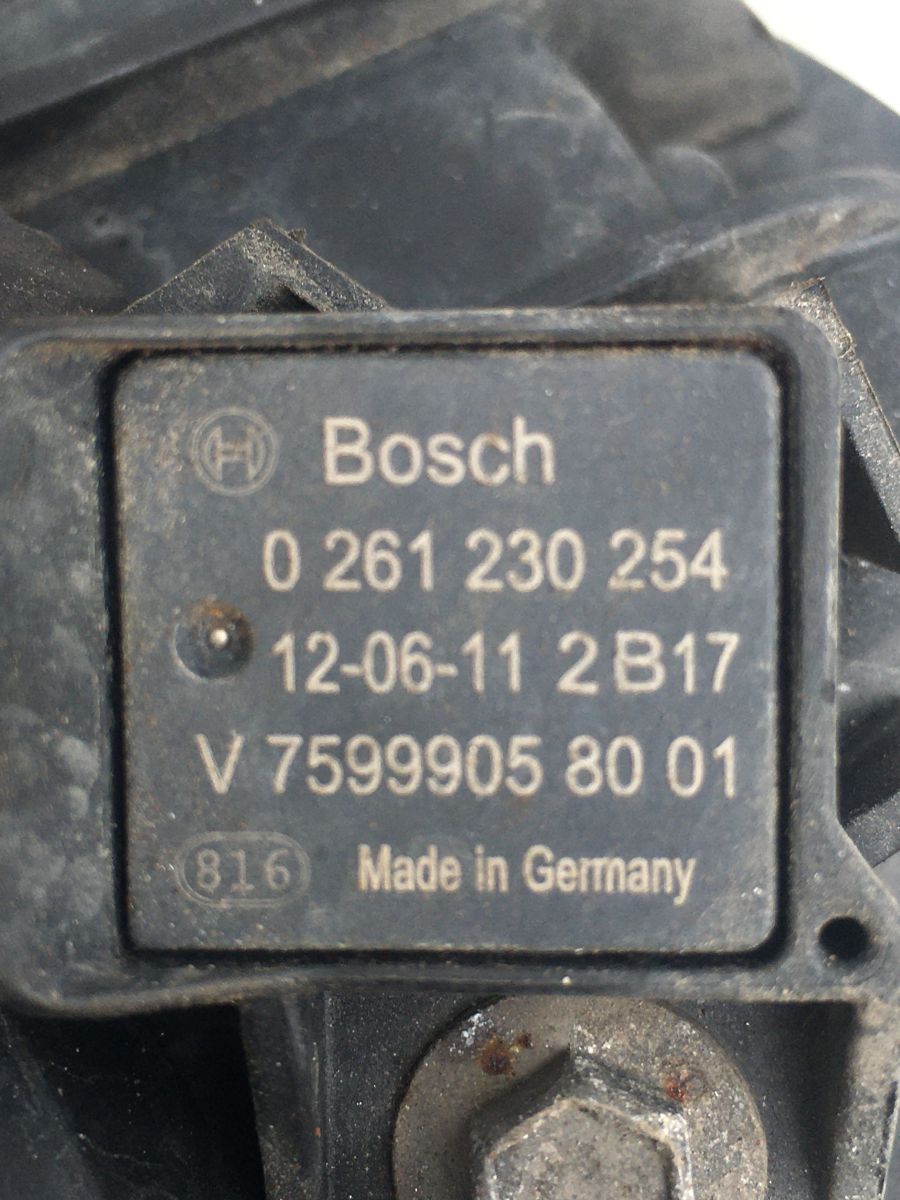 Bosch
0 261 230 254
12-06-11 2 B17
V 7599905 80 01
816 Made in Germany